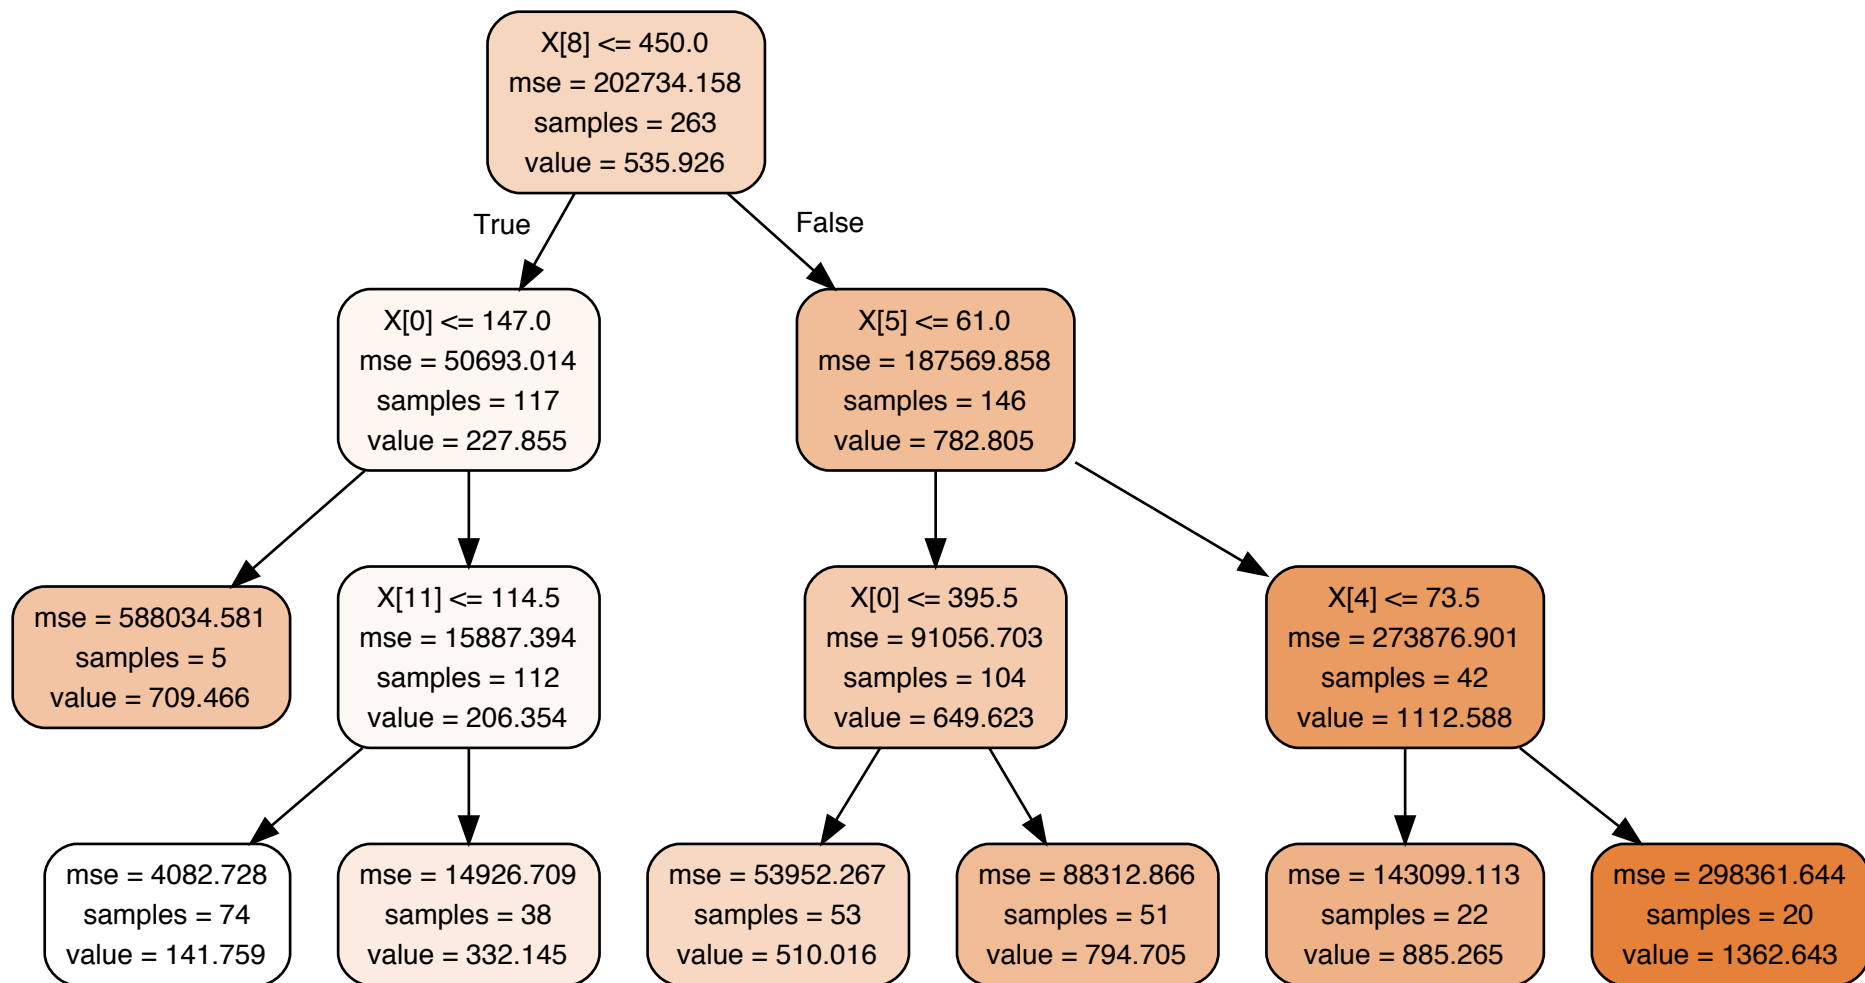 X[8] <= 450.0
mse = 202734.158
samples = 263
value = 535.926
True
False
X[0] <= 147.0
mse = 50693.014
samples = 117
value = 227.855
X[5] <= 61.0
mse = 187569.858
samples = 146
value = 782.805
mse = 588034.581
samples = 5
value = 709.466
X[11] <= 114.5
mse = 15887.394
samples = 112
value = 206.354
X[0] <= 395.5
mse = 91056.703
samples = 104
value = 649.623
X[4] <= 73.5
mse = 273876.901
samples = 42
value = 1112.588
mse = 4082.728
samples = 74
value = 141.759
mse = 14926.709
samples = 38
value = 332.145
mse = 53952.267
samples = 53
value = 510.016
mse = 88312.866
samples = 51
value = 794.705
mse = 143099.113
samples = 22
value = 885.265
mse = 298361.644
samples = 20
value = 1362.643